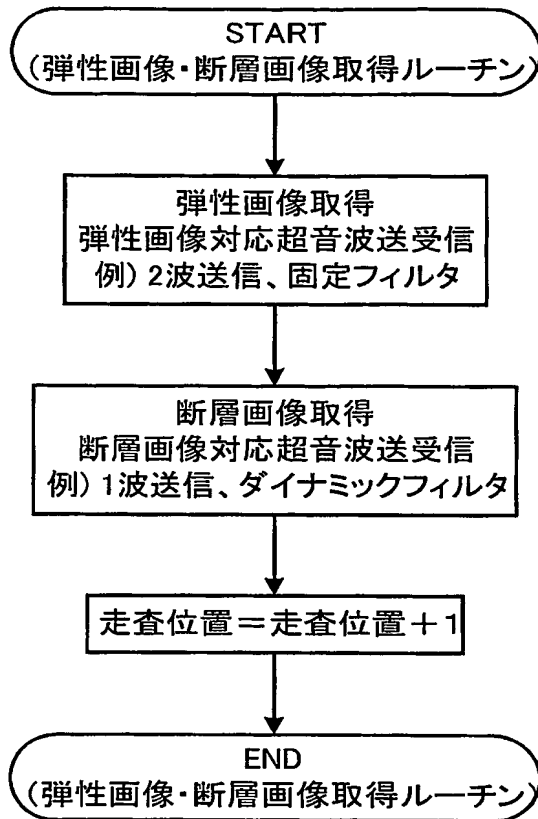 START
(弾性画像・断層画像取得ルーチン)
弾性画像取得
弾性画像対応超音波送受信
例) 2波送信、固定フィルタ
断層画像取得
断層画像対応超音波送受信
例) 1波送信、ダイナミックフィルタ
走査位置＝走査位置＋1
END
(弾性画像・断層画像取得ルーチン)